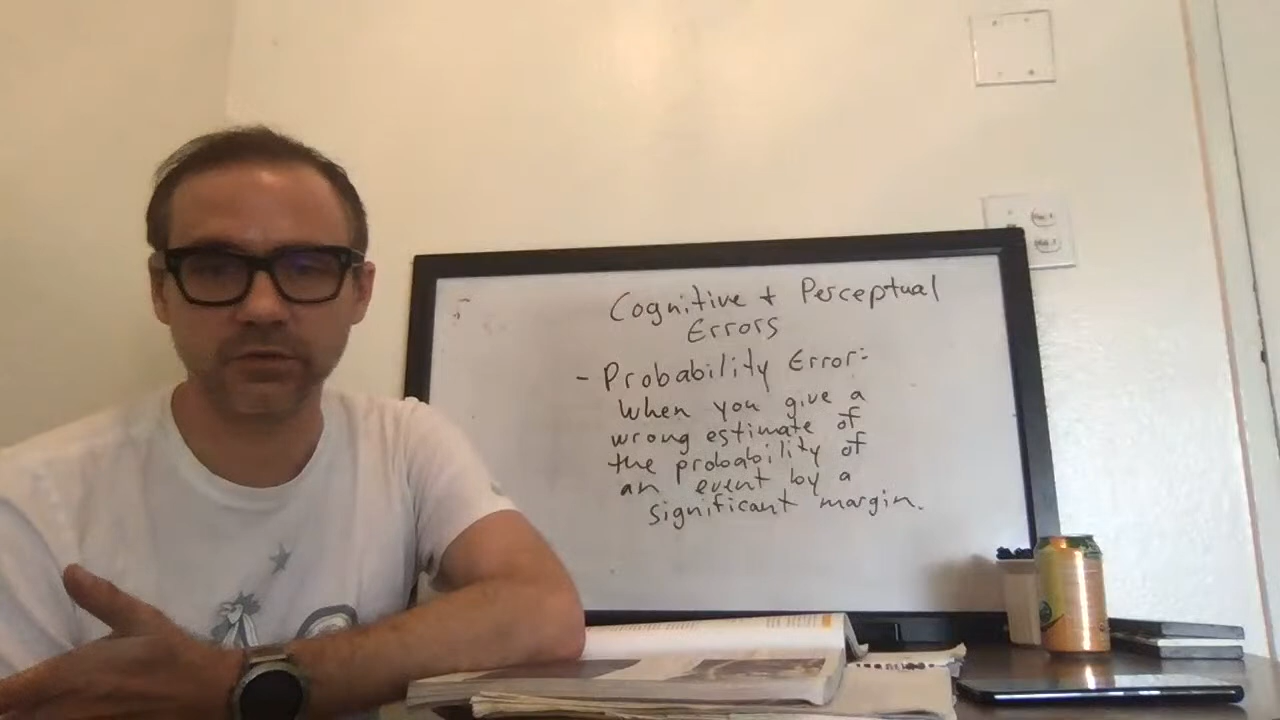 Cognitive + Perceptual
Errors
- Probability Error:
When you give a
wrong estimate of
the probability of
an event by a
significant margin.